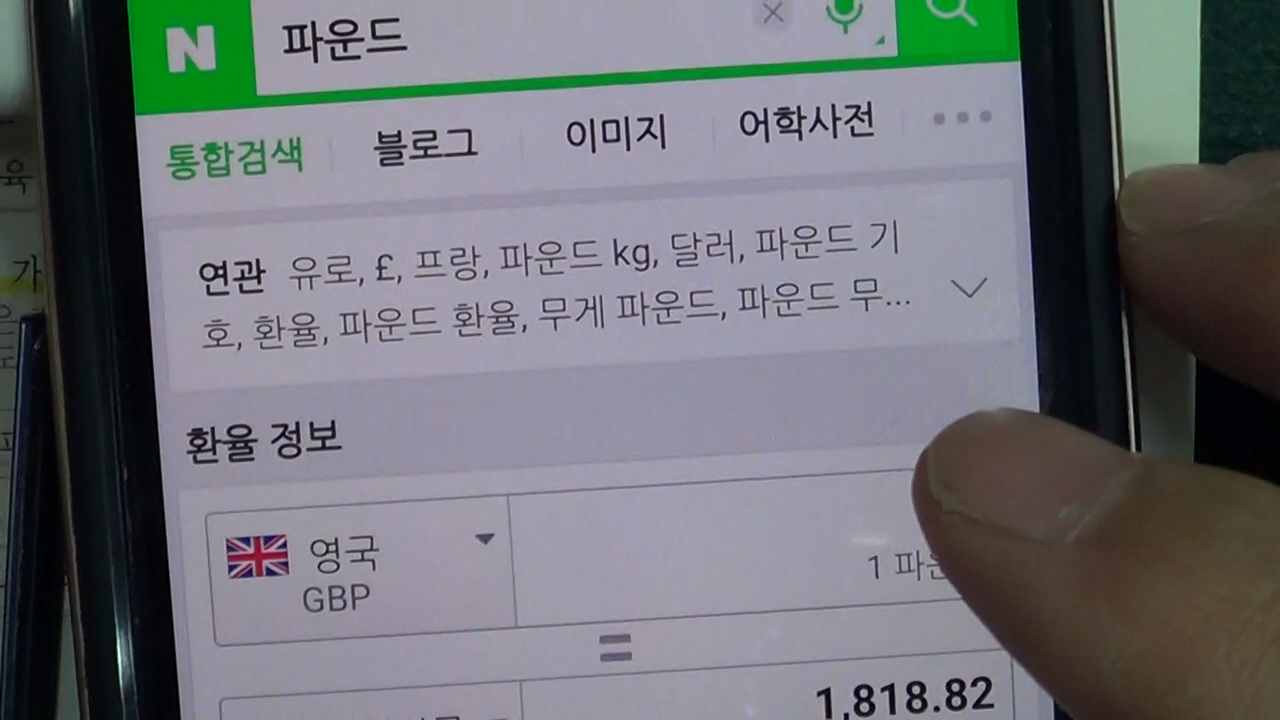 N 파운드
통합검색 블로그 이미지 어학사전
연관 유로, £, 프랑, 파운드 kg, 달러, 파운드 기
호, 환율, 파운드 환율, 무게 파운드, 파운드 무...
환율 정보
영국
GBP
1 파운
=
1,818.82
육
가